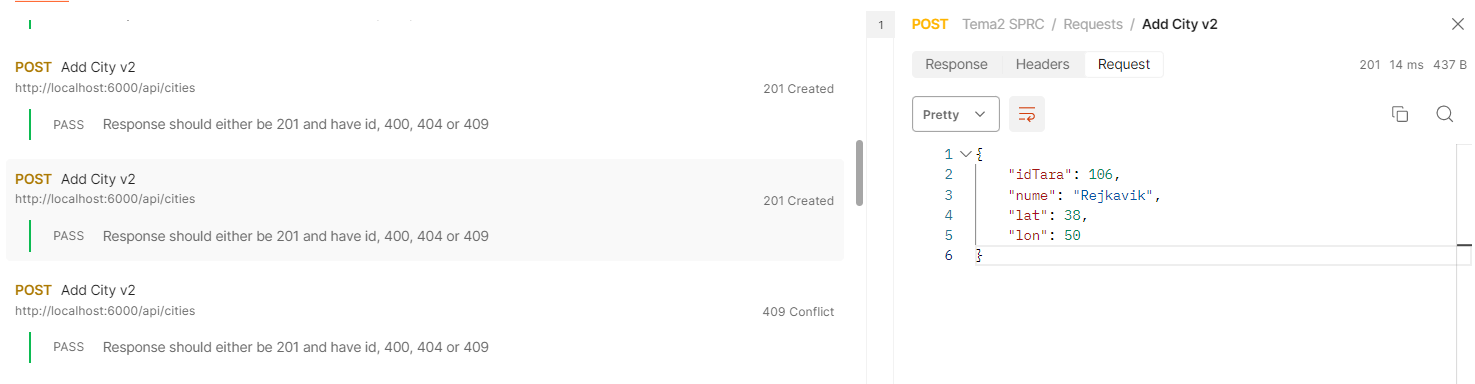 POST Add City v2
http://localhost:6000/api/cities
201 Created
PASS Response should either be 201 and have id, 400, 404 or 409
POST Add City v2
http://localhost:6000/api/cities
201 Created
PASS Response should either be 201 and have id, 400, 404 or 409
POST Add City v2
http://localhost:6000/api/cities
409 Conflict
PASS Response should either be 201 and have id, 400, 404 or 409
1
POST Tema2 SPRC / Requests / Add City v2
Response Headers Request
201 14 ms 437 B
Pretty
1 {
2 "idTara": 106,
3 "nume": "Rejkavik",
4 "lat": 38,
5 "lon": 50
6 }